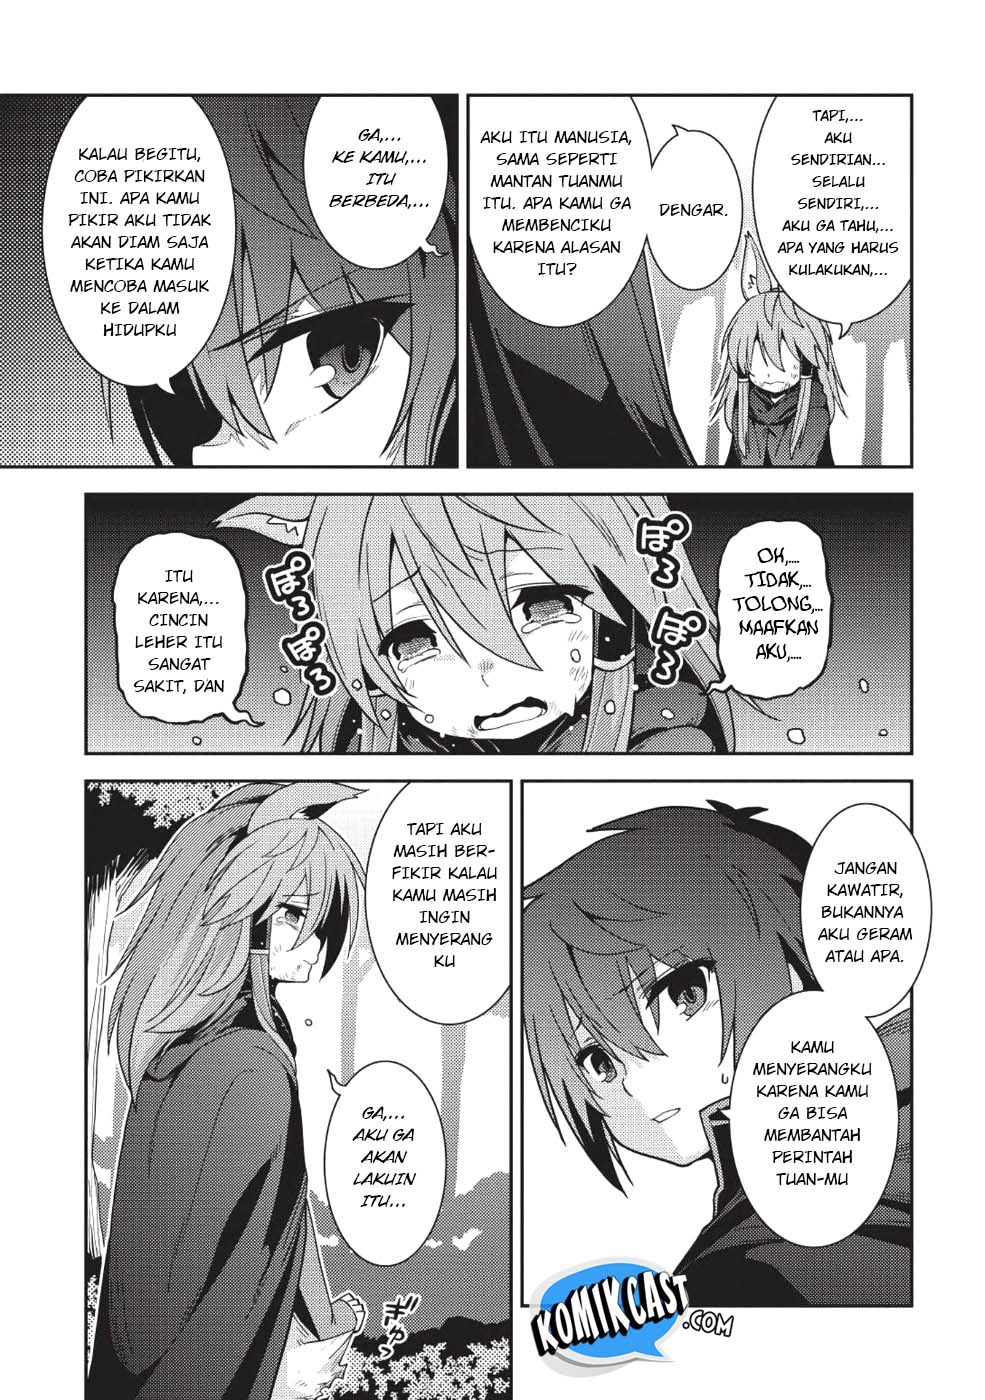 TAPI,...
AKU
SENDIRIAN...
SELALU
SENDIRI,...
AKU GA TAHU,...
APA YANG HARUS
KULAKUKAN,...
DENGAR.
AKU ITU MANUSIA,
SAMA SEPERTI
MANTAN TUANMU
ITU. APA KAMU GA
MEMBENCIKU
KARENA ALASAN
ITU?
GA,...
KE KAMU,...
ITU
BERBEDA,...
KALAU BEGITU,
COBA PIKIRKAN
INI. APA KAMU
PIKIR AKU TIDAK
AKAN DIAM SAJA
KETIKA KAMU
MENCOBA MASUK
KE DALAM
HIDUPKU
OH,...
TIDAK,...
TOLONG,...
MAAFKAN
AKU,...
ぽろ
ぽろ
ぽろ
ぽろ
ITU
KARENA,...
CINCIN
LEHER ITU
SANGAT
SAKIT, DAN
JANGAN
KAWATIR,
BUKANNYA
AKU GERAM
ATAU APA.
KAMU
MENYERANGKU
KARENA KAMU
GA BISA
MEMBANTAH
PERINTAH
TUAN-MU
TAPI AKU
MASIH BER-
FIKIR KALAU
KAMU MASIH
INGIN
MENYERANG
KU
GA,...
AKU GA
AKAN
LAKUIN
ITU...
ぎゅっ
KOMIKCAST
.COM